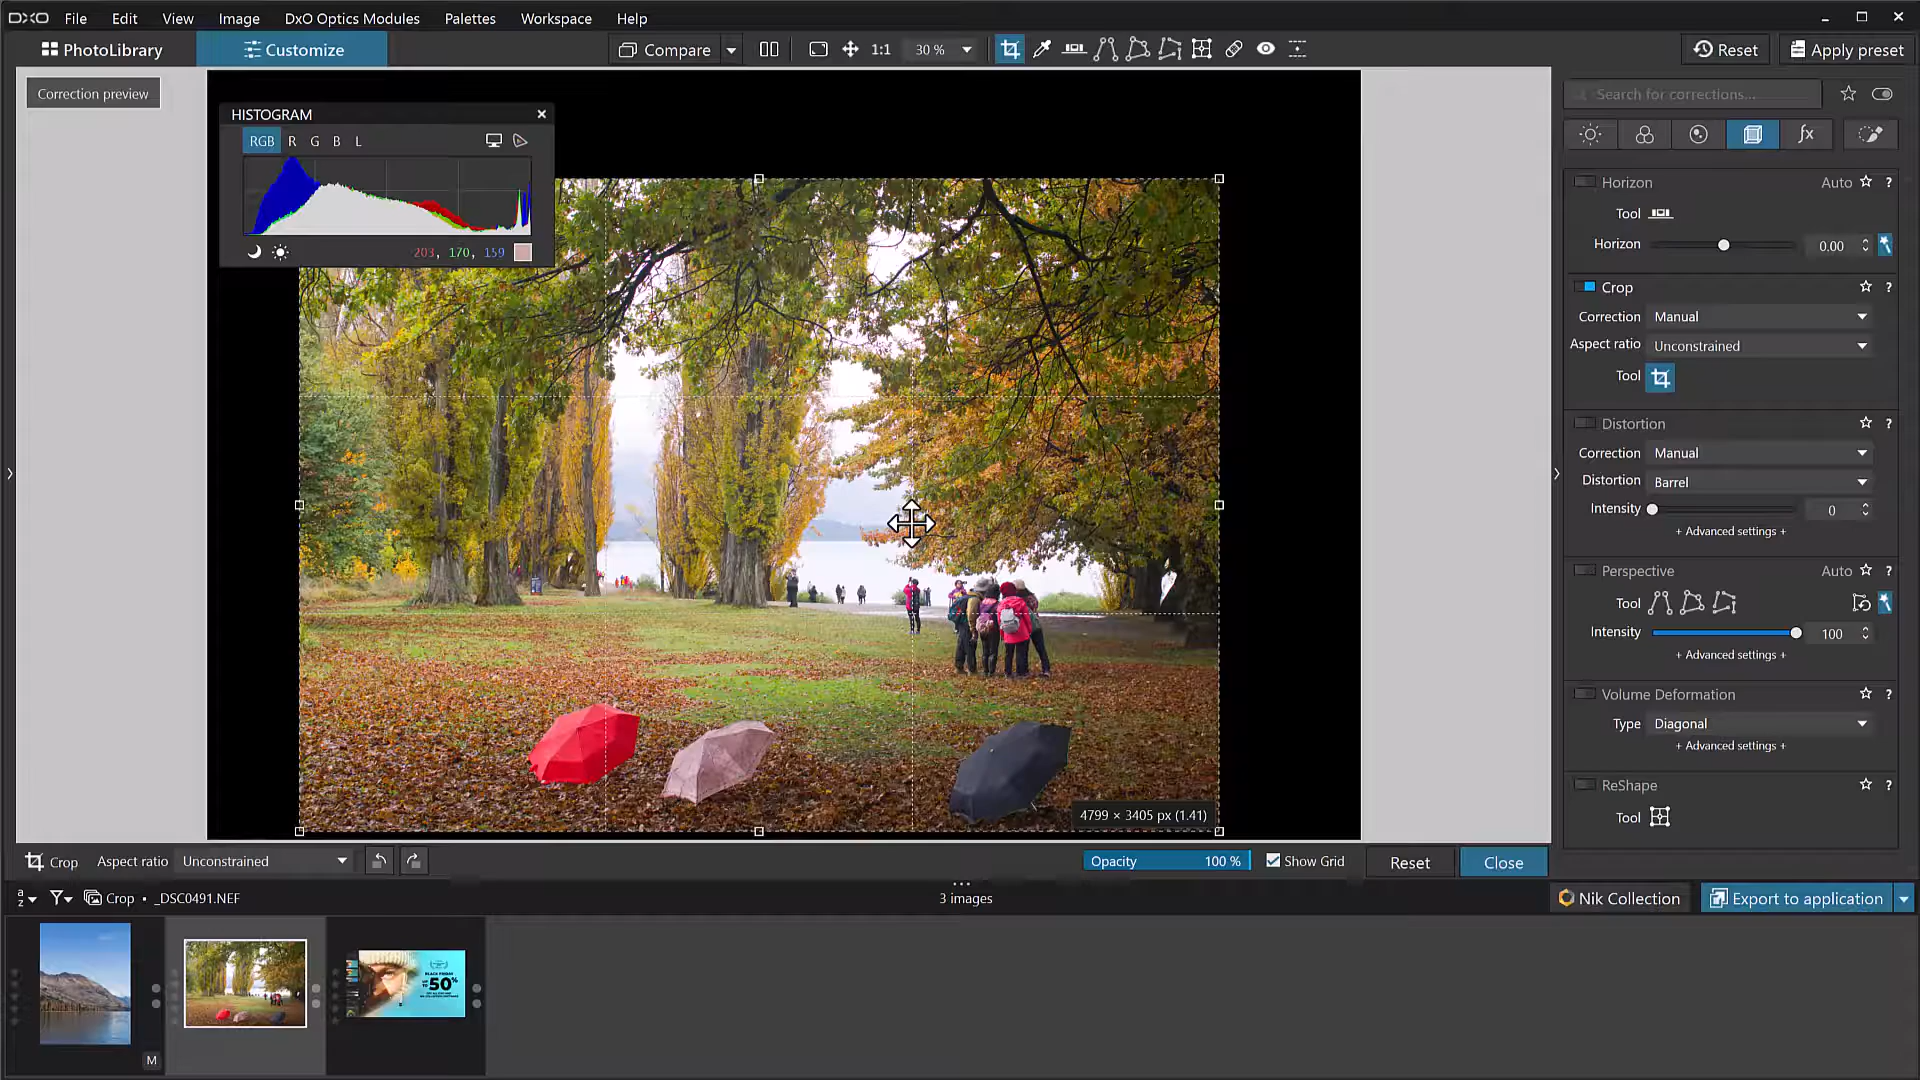 DXO File Edit View Image DxO Optics Modules Palettes Workspace Help
PhotoLibrary Customize Compare 1:1 30 % Reset Apply preset
Correction preview
Search for corrections...
HISTOGRAM
RGB R G B L
203, 170, 159
fx
Horizon Auto ?
Tool
Horizon 0.00
Crop ?
Correction Manual
Aspect ratio Unconstrained
Tool
Distortion ?
Correction Manual
Distortion Barrel
Intensity 0
+ Advanced settings +
Perspective Auto ?
Tool
Intensity 100
+ Advanced settings +
Volume Deformation ?
Type Diagonal
+ Advanced settings +
ReShape ?
Tool
4799 × 3405 px (1.41)
Crop Aspect ratio Unconstrained Opacity 100 % Show Grid Reset Close
a z Crop • _DSC0491.NEF 3 images Nik Collection Export to application
BLACK FRIDAY
50%
M